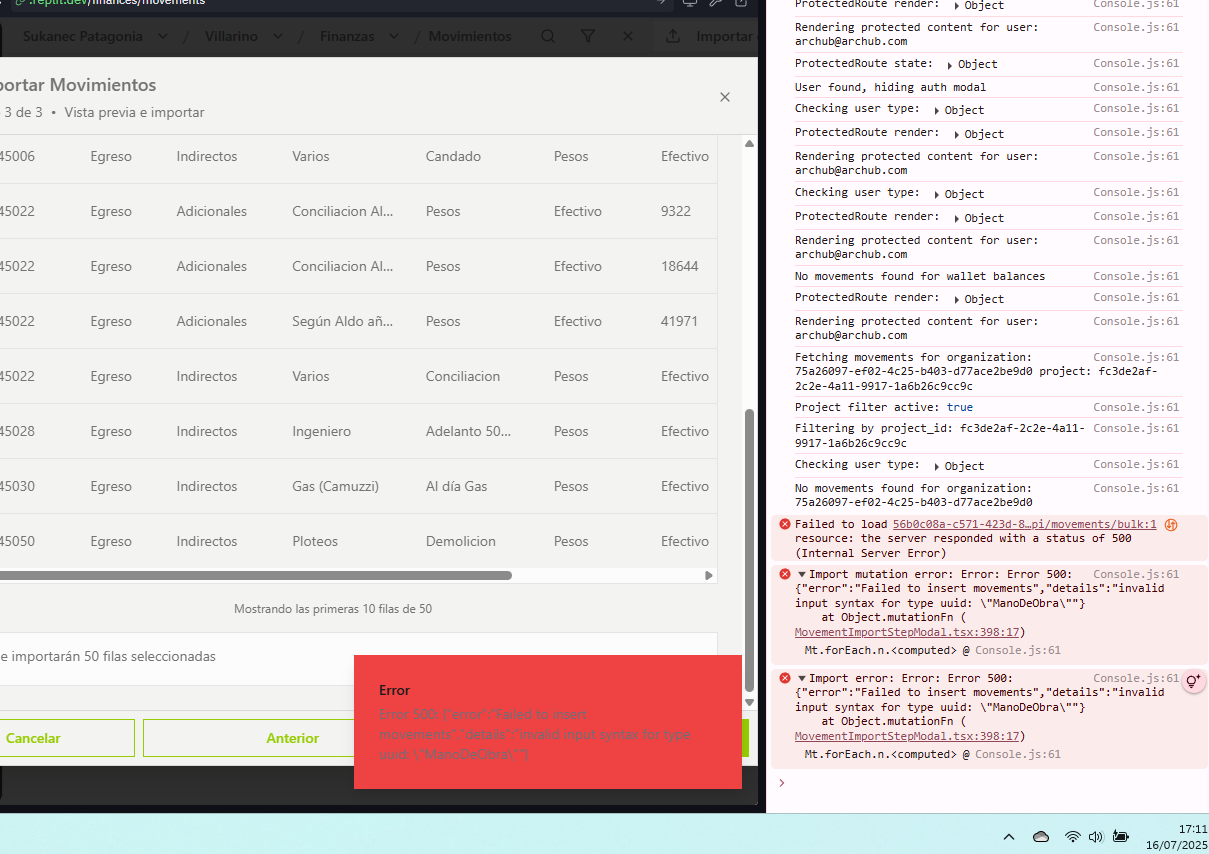 .replit.dev/finances/movements
Sukanec Patagonia / Villarino / Finanzas / Movimientos Importar
portar Movimientos
3 de 3 • Vista previa e importar
45006 Egreso Indirectos Varios Candado Pesos Efectivo
45022 Egreso Adicionales Conciliacion Al... Pesos Efectivo 9322
45022 Egreso Adicionales Conciliacion Al... Pesos Efectivo 18644
45022 Egreso Adicionales Según Aldo añ... Pesos Efectivo 41971
45022 Egreso Indirectos Varios Conciliacion Pesos Efectivo
45028 Egreso Indirectos Ingeniero Adelanto 50... Pesos Efectivo
45030 Egreso Indirectos Gas (Camuzzi) Al día Gas Pesos Efectivo
45050 Egreso Indirectos Ploteos Demolicion Pesos Efectivo
Mostrando las primeras 10 filas de 50
e importarán 50 filas seleccionadas
Cancelar
Anterior
Error
Error 500: {"error":"Failed to insert
movements","details":"invalid input syntax for type
uuid: \"ManoDeObra\""}
ProtectedRoute render: Object Console.js:61
Rendering protected content for user: Console.js:61
archub@archub.com
ProtectedRoute state: Object Console.js:61
User found, hiding auth modal Console.js:61
Checking user type: Object Console.js:61
ProtectedRoute render: Object Console.js:61
Rendering protected content for user: Console.js:61
archub@archub.com
Checking user type: Object Console.js:61
ProtectedRoute render: Object Console.js:61
Rendering protected content for user: Console.js:61
archub@archub.com
No movements found for wallet balances Console.js:61
ProtectedRoute render: Object Console.js:61
Rendering protected content for user: Console.js:61
archub@archub.com
Fetching movements for organization: Console.js:61
75a26097-ef02-4c25-b403-d77ace2be9d0 project: fc3de2af-
2c2e-4a11-9917-1a6b26c9cc9c
Project filter active: true Console.js:61
Filtering by project_id: fc3de2af-2c2e-4a11- Console.js:61
9917-1a6b26c9cc9c
Checking user type: Object Console.js:61
No movements found for organization: Console.js:61
75a26097-ef02-4c25-b403-d77ace2be9d0
Failed to load 56b0c08a-c571-423d-8…pi/movements/bulk:1
resource: the server responded with a status of 500
(Internal Server Error)
Import mutation error: Error: Error 500: Console.js:61
{"error":"Failed to insert movements","details":"invalid
input syntax for type uuid: \"ManoDeObra\""}
at Object.mutationFn (
MovementImportStepModal.tsx:398:17)
Mt.forEach.n.<computed> @ Console.js:61
Import error: Error: Error 500: Console.js:61
{"error":"Failed to insert movements","details":"invalid
input syntax for type uuid: \"ManoDeObra\""}
at Object.mutationFn (
MovementImportStepModal.tsx:398:17)
Mt.forEach.n.<computed> @ Console.js:61
17:11
16/07/2025